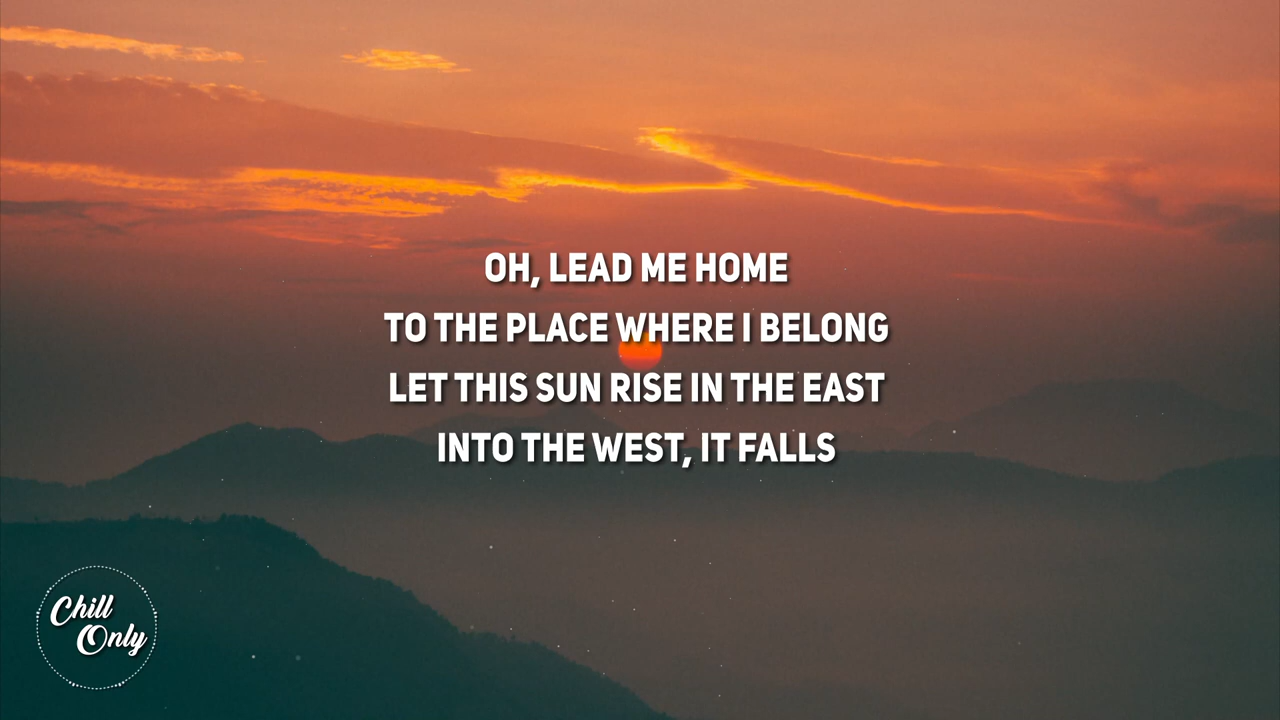 OH, LEAD ME HOME
TO THE PLACE WHERE I BELONG
LET THIS SUN RISE IN THE EAST
INTO THE WEST, IT FALLS
Chill
Only